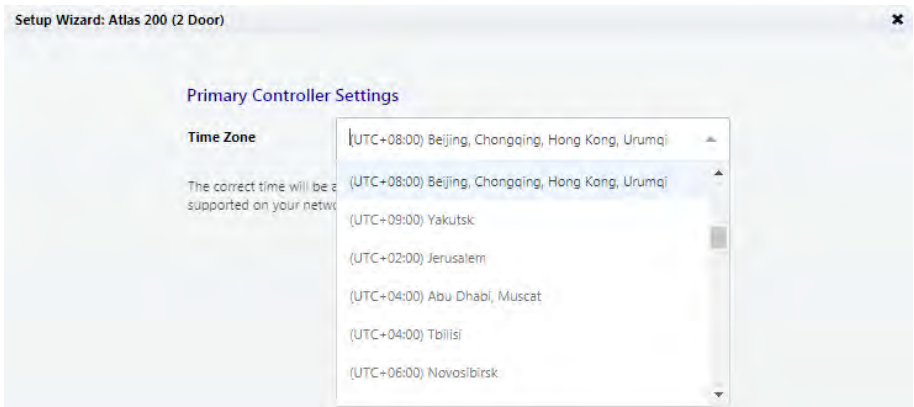 Setup Wizard: Atlas 200 (2 Door)
Primary Controller Settings
Time Zone
(UTC+08:00) Beijing, Chongqing, Hong Kong, Urumqi
The correct time will be a
supported on your netwo
(UTC+08:00) Beijing, Chongqing, Hong Kong, Urumqi
(UTC+09:00) Yakutsk
(UTC+02:00) Jerusalem
(UTC+04:00) Abu Dhabi, Muscat
(UTC+04:00) Tbilisi
(UTC+06:00) Novosibirsk